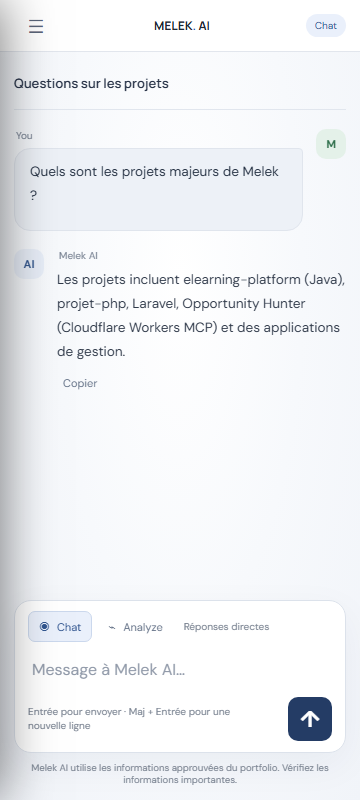 MELEK. AI
Chat
Questions sur les projets
You
M
Quels sont les projets majeurs de Melek
?
AI
Melek AI
Les projets incluent elearning-platform (Java),
projet-php, Laravel, Opportunity Hunter
(Cloudflare Workers MCP) et des applications
de gestion.
Copier
Chat
Analyze
Réponses directes
Message à Melek AI...
Entrée pour envoyer · Maj + Entrée pour une
nouvelle ligne
Melek AI utilise les informations approuvées du portfolio. Vérifiez les
informations importantes.